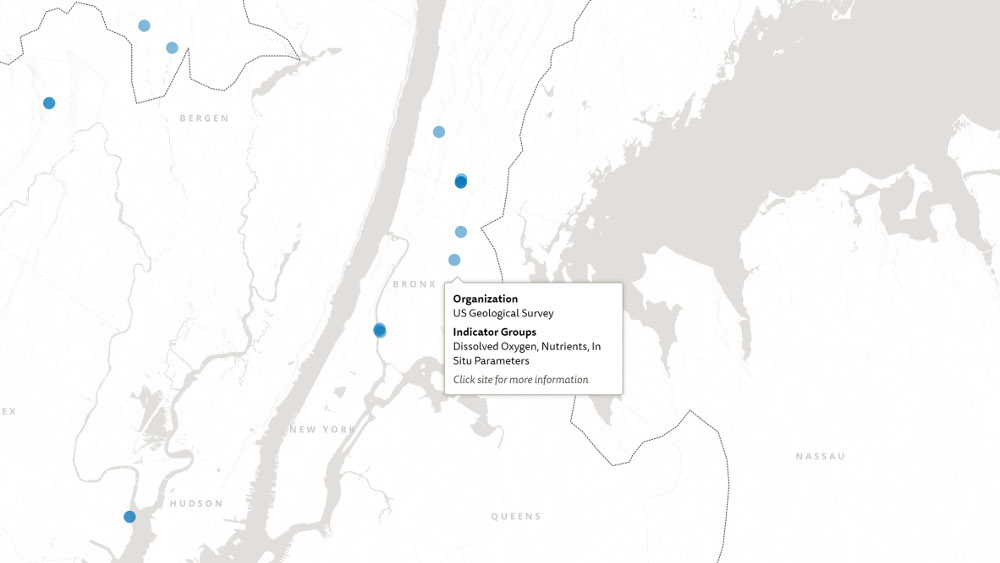 BERGEN
BRONX
Organization
US Geological Survey
Indicator Groups
Dissolved Oxygen, Nutrients, In
Situ Parameters
Click site for more information
EX
NEW YORK
NASSAU
HUDSON
QUEENS